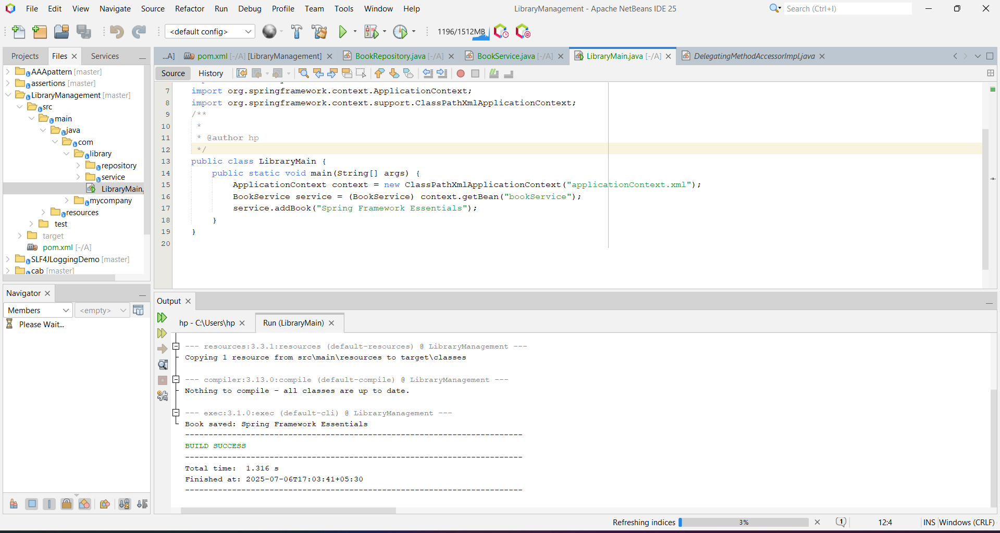 File Edit View Navigate Source Refactor Run Debug Profile Team Tools Window Help
LibraryManagement - Apache NetBeans IDE 25
Search (Ctrl+I)
<default config>
1196/1512MB
Projects Files Services
AAApattern [master]
assertions [master]
LibraryManagement [master]
src
main
java
com
library
repository
service
LibraryMain.
mycompany
resources
test
target
pom.xml [-/A]
SLF4JLoggingDemo [master]
cab [master]
Navigator
Members <empty>
Please Wait...
...A] pom.xml [-/A] [LibraryManagement] BookRepository.java [-/A] BookService.java [-/A] LibraryMain.java [-/A] DelegatingMethodAccessorImpl.java
Source History
7 import org.springframework.context.ApplicationContext;
8 import org.springframework.context.support.ClassPathXmlApplicationContext;
9 /**
10 *
11 * @author hp
12 */
13 public class LibraryMain {
14 public static void main(String[] args) {
15 ApplicationContext context = new ClassPathXmlApplicationContext("applicationContext.xml");
16 BookService service = (BookService) context.getBean("bookService");
17 service.addBook("Spring Framework Essentials");
18 }
19 }
20
Output
hp - C:\Users\hp Run (LibraryMain)
--- resources:3.3.1:resources (default-resources) @ LibraryManagement ---
Copying 1 resource from src\main\resources to target\classes
--- compiler:3.13.0:compile (default-compile) @ LibraryManagement ---
Nothing to compile - all classes are up to date.
--- exec:3.1.0:exec (default-cli) @ LibraryManagement ---
Book saved: Spring Framework Essentials
------------------------------------------------------------------------
BUILD SUCCESS
------------------------------------------------------------------------
Total time: 1.316 s
Finished at: 2025-07-06T17:03:41+05:30
------------------------------------------------------------------------
Refreshing indices 3% 1 12:4 INS Windows (CRLF)